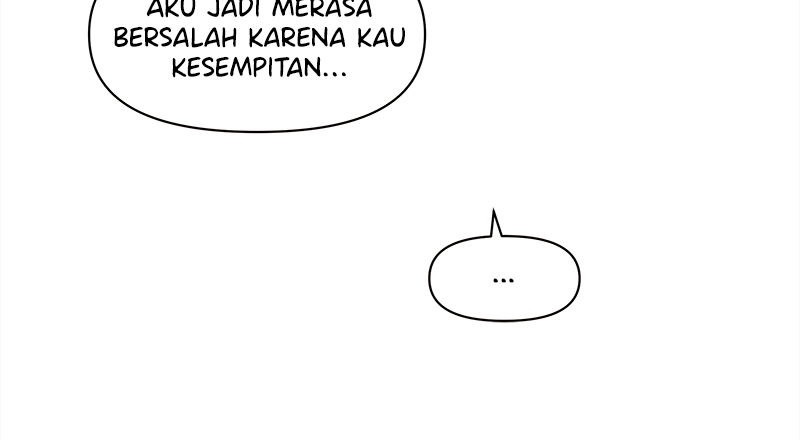 AKU JADI MERASA
BERSALAH KARENA KAU
KESEMPITAN...
...